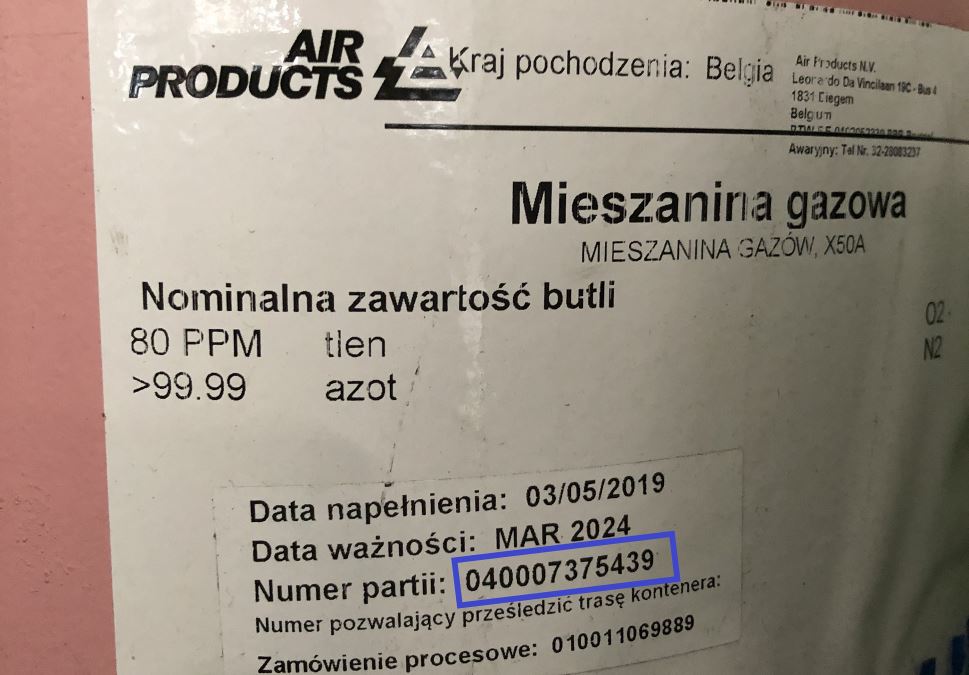 AIR
PRODUCTS
Kraj pochodzenia: Belgia
Air Products N.V.
Leonardo Da Vincilaan 19C - Bus 4
1831 Diegem
Belgium
Awaryjny: Tel Nr. 32-28083237
Mieszanina gazowa
MIESZANINA GAZÓW, X50A
Nominalna zawartość butli
80 PPM tlen O2
>99.99 azot N2
Data napełnienia: 03/05/2019
Data ważności: MAR 2024
Numer partii: 040007375439
Numer pozwalający prześledzić trasę kontenera:
Zamówienie procesowe: 010011069889